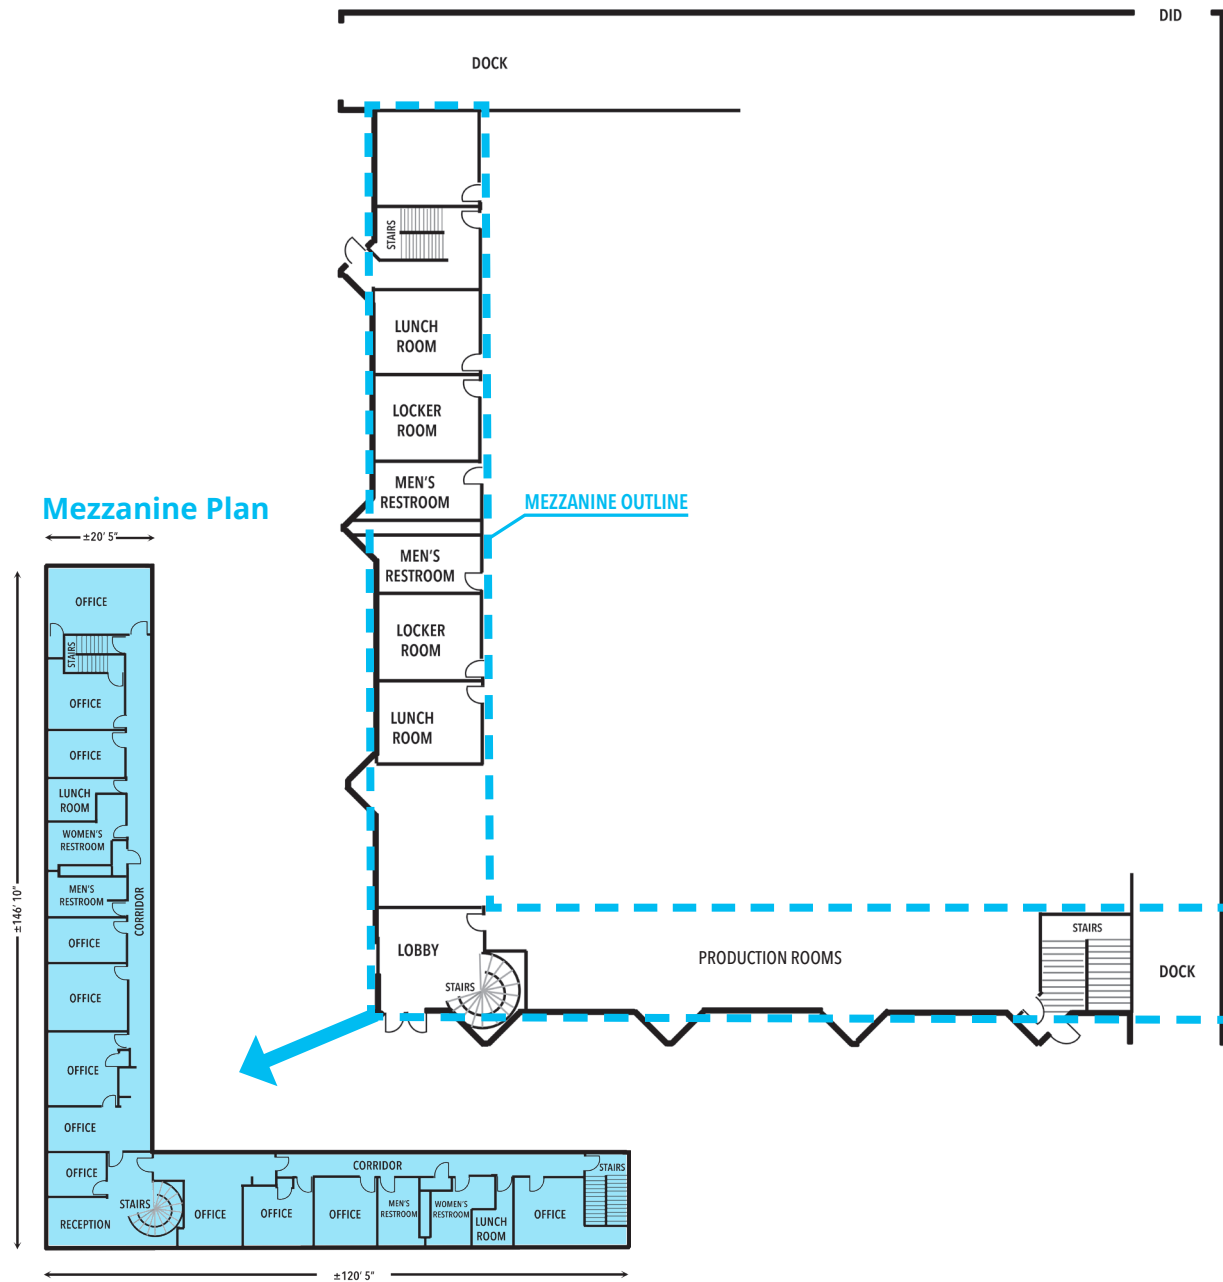 DID
DOCK
STAIRS
LUNCH
ROOM
LOCKER
ROOM
MEN'S
RESTROOM
MEZZANINE OUTLINE
MEN'S
RESTROOM
LOCKER
ROOM
LUNCH
ROOM
LOBBY
STAIRS
PRODUCTION ROOMS
STAIRS
DOCK
Mezzanine Plan
±20' 5"
±146' 10"
OFFICE
STAIRS
OFFICE
OFFICE
LUNCH
ROOM
WOMEN'S
RESTROOM
MEN'S
RESTROOM
CORRIDOR
OFFICE
OFFICE
OFFICE
OFFICE
OFFICE
STAIRS
RECEPTION
CORRIDOR
STAIRS
OFFICE
OFFICE
OFFICE
MEN'S
RESTROOM
WOMEN'S
RESTROOM
LUNCH
ROOM
OFFICE
±120' 5"